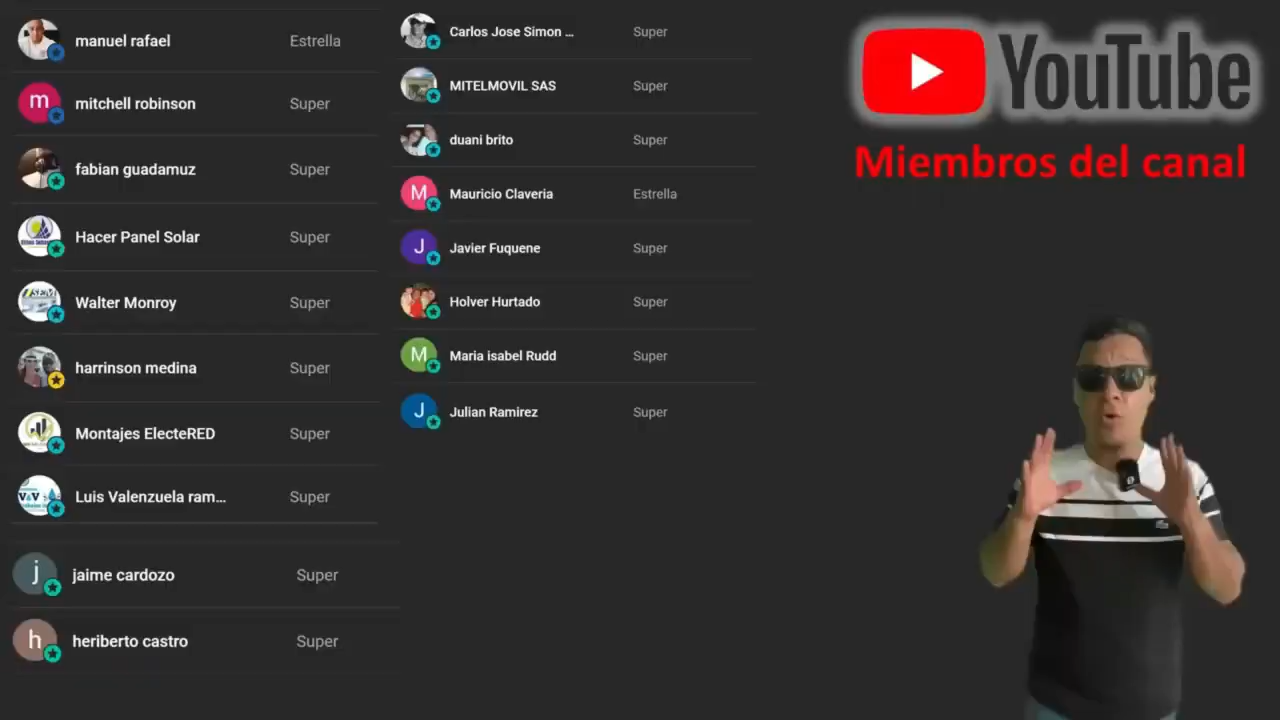 manuel rafael Estrella
m mitchell robinson Super
fabian guadamuz Super
Hacer Panel Solar Super
Walter Monroy Super
harrinson medina Super
Montajes ElecteRED Super
Luis Valenzuela ram... Super
j jaime cardozo Super
h heriberto castro Super
Carlos Jose Simon ... Super
MITELMOVIL SAS Super
duani brito Super
M Mauricio Claveria Estrella
J Javier Fuquene Super
Holver Hurtado Super
M Maria isabel Rudd Super
J Julian Ramirez Super
YouTube
Miembros del canal